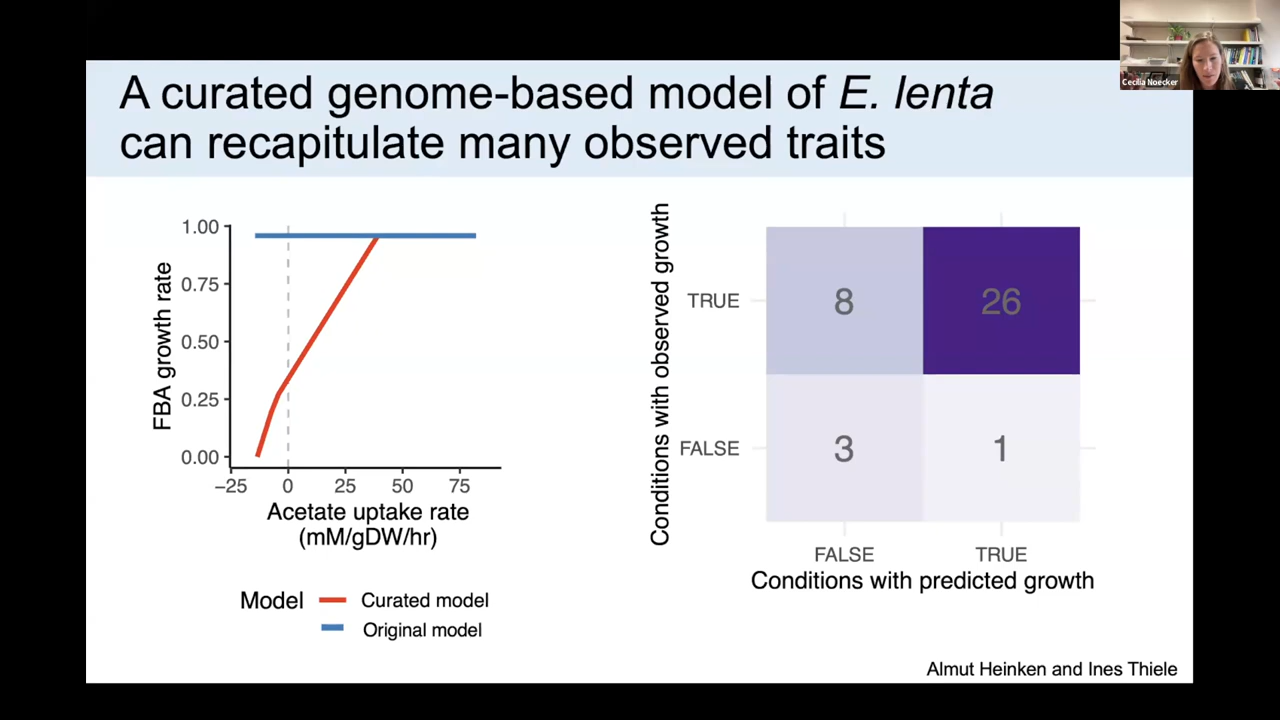 Cecilia Noecker
A curated genome-based model of E. lenta
can recapitulate many observed traits
FBA growth rate
1.00
0.75
0.50
0.25
0.00
−25 0 25 50 75
Acetate uptake rate
(mM/gDW/hr)
Model
Curated model
Original model
Conditions with observed growth
TRUE
FALSE
8 26
3 1
FALSE TRUE
Conditions with predicted growth
Almut Heinken and Ines Thiele